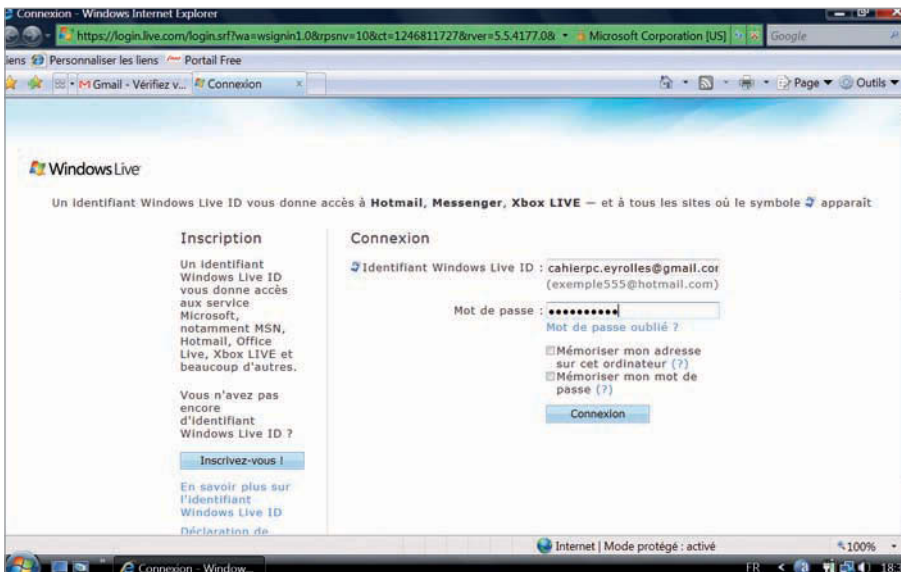 Connexion - Windows Internet Explorer
https://login.live.com/login.srf?wa=wsignin1.0&rpsnv=10&ct=1246811727&rver=5.5.4177.0& Microsoft Corporation [US] Google
iens Personnaliser les liens Portail Free
Gmail - Vérifiez v... Connexion × Page Outils
Windows Live
Un identifiant Windows Live ID vous donne accès à Hotmail, Messenger, Xbox LIVE — et à tous les sites où le symbole apparaît
Inscription
Un identifiant
Windows Live ID
vous donne accès
aux service
Microsoft,
notamment MSN,
Hotmail, Office
Live, Xbox LIVE et
beaucoup d'autres.
Vous n'avez pas
encore
d'identifiant
Windows Live ID ?
Inscrivez-vous !
En savoir plus sur
l'identifiant
Windows Live ID
Déclaration de
Connexion
Identifiant Windows Live ID : cahierpc.eyrolles@gmail.cor
(exemple555@hotmail.com)
Mot de passe : ••••••••••
Mot de passe oublié ?
Mémoriser mon adresse
sur cet ordinateur (?)
Mémoriser mon mot de
passe (?)
Connexion
Internet | Mode protégé : activé 100%
Connexion - Window... FR < 18: